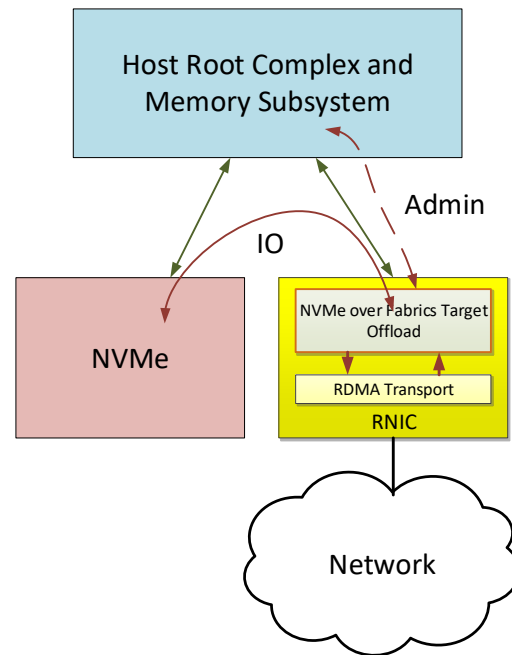 Host Root Complex and
Memory Subsystem
Admin
IO
NVMe
NVMe over Fabrics Target
Offload
RDMA Transport
RNIC
Network